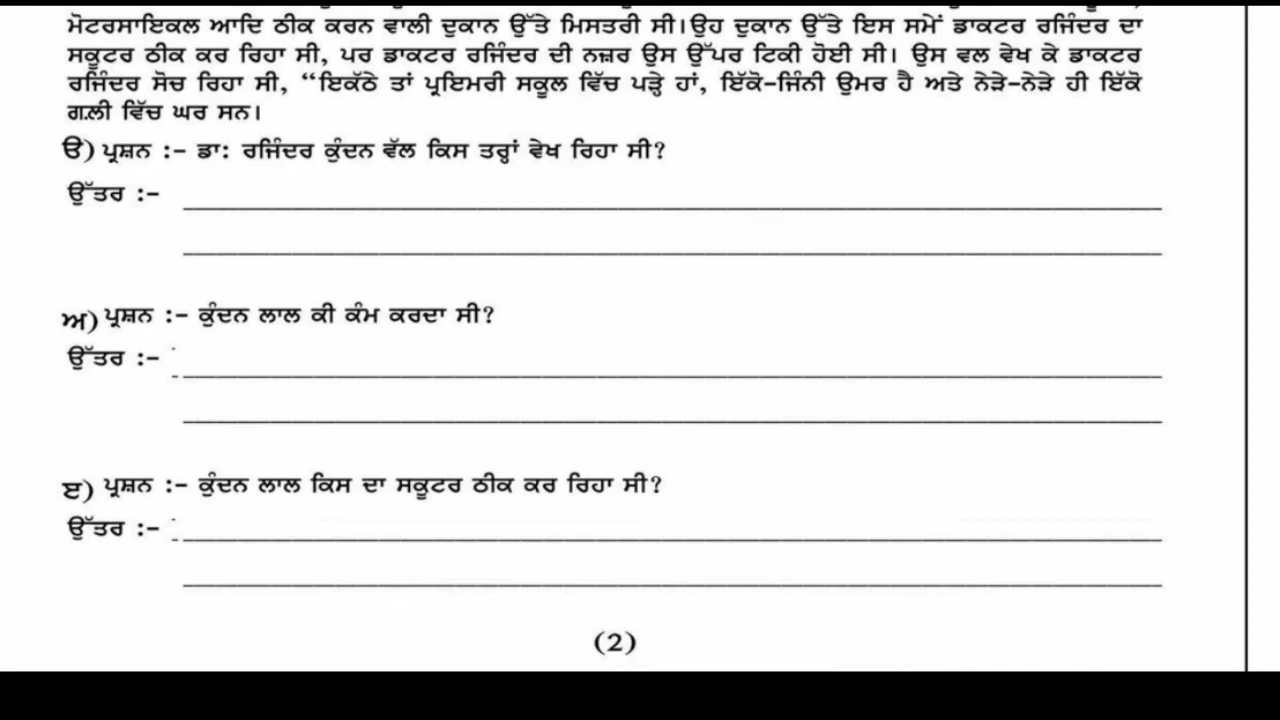 ਮੋਟਰਸਾਇਕਲ ਆਦਿ ਠੀਕ ਕਰਨ ਵਾਲੀ ਦੁਕਾਨ ਉੱਤੇ ਮਿਸਤਰੀ ਸੀ।ਉਹ ਦੁਕਾਨ ਉੱਤੇ ਇਸ ਸਮੇਂ ਡਾਕਟਰ ਰਜਿੰਦਰ ਦਾ
ਸਕੂਟਰ ਠੀਕ ਕਰ ਰਿਹਾ ਸੀ, ਪਰ ਡਾਕਟਰ ਰਜਿੰਦਰ ਦੀ ਨਜ਼ਰ ਉਸ ਉੱਪਰ ਟਿਕੀ ਹੋਈ ਸੀ। ਉਸ ਵਲ ਵੇਖ ਕੇ ਡਾਕਟਰ
ਰਜਿੰਦਰ ਸੋਚ ਰਿਹਾ ਸੀ, “ਇਕੱਠੇ ਤਾਂ ਪ੍ਰਇਮਰੀ ਸਕੂਲ ਵਿੱਚ ਪੜ੍ਹੇ ਹਾਂ, ਇੱਕੋ-ਜਿੰਨੀ ਉਮਰ ਹੈ ਅਤੇ ਨੇੜੇ-ਨੇੜੇ ਹੀ ਇੱਕੋ
ਗਲੀ ਵਿੱਚ ਘਰ ਸਨ।
ੳ) ਪ੍ਰਸ਼ਨ :- ਡਾ: ਰਜਿੰਦਰ ਕੁੰਦਨ ਵੱਲ ਕਿਸ ਤਰ੍ਹਾਂ ਵੇਖ ਰਿਹਾ ਸੀ?
ਉੱਤਰ :-
ਅ) ਪ੍ਰਸ਼ਨ :- ਕੁੰਦਨ ਲਾਲ ਕੀ ਕੰਮ ਕਰਦਾ ਸੀ?
ਉੱਤਰ :-
ੲ) ਪ੍ਰਸ਼ਨ :- ਕੁੰਦਨ ਲਾਲ ਕਿਸ ਦਾ ਸਕੂਟਰ ਠੀਕ ਕਰ ਰਿਹਾ ਸੀ?
ਉੱਤਰ :-
(2)